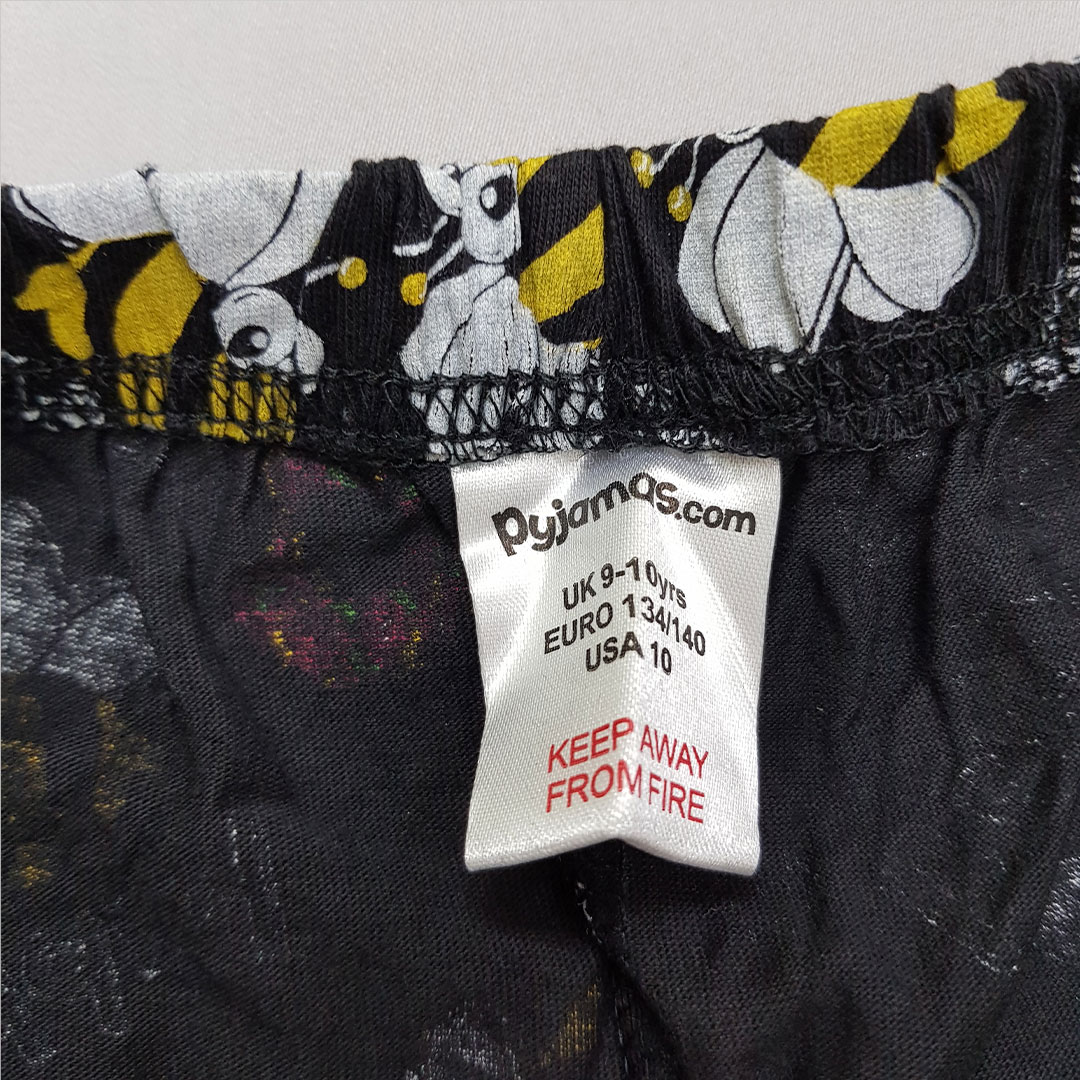 pyjamas.com
UK 9-10yrs
EURO 134/140
USA 10
KEEP AWAY
FROM FIRE